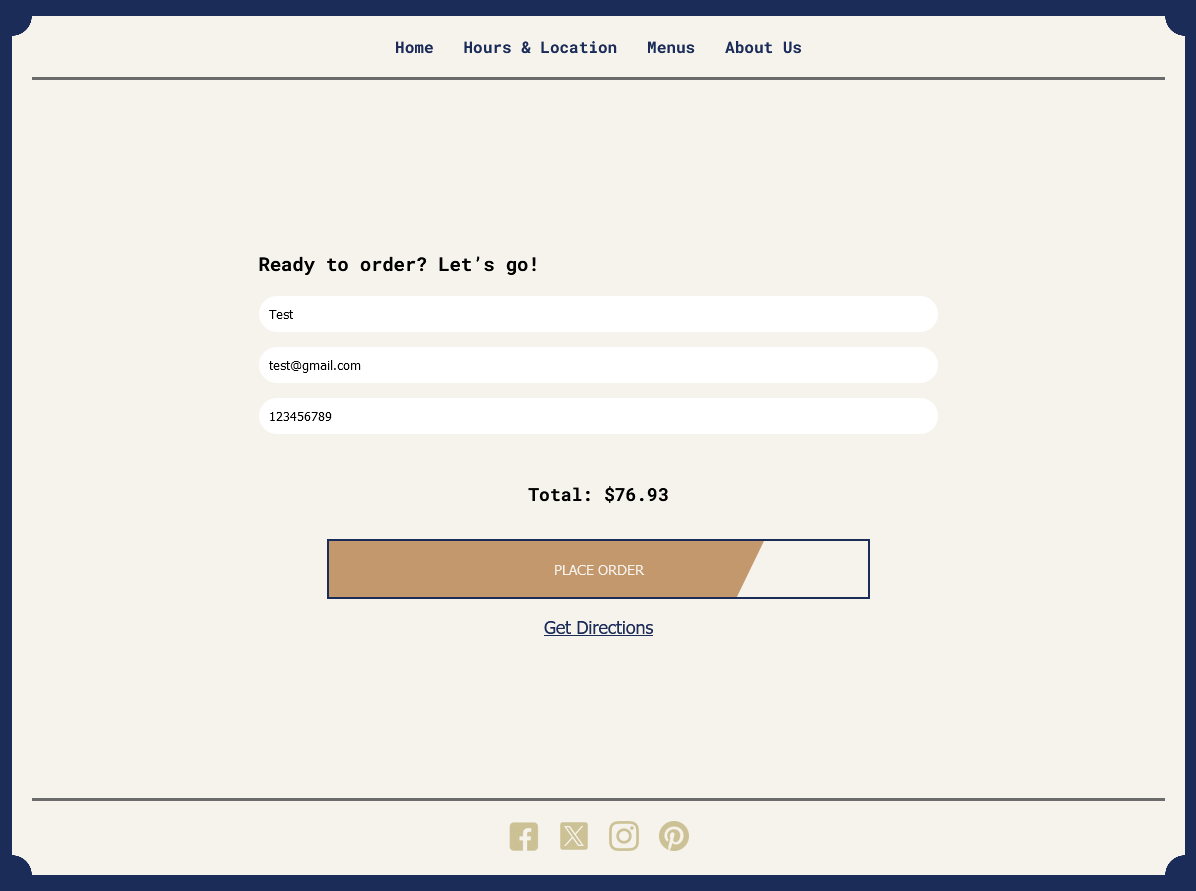 Home Hours & Location Menus About Us
Ready to order? Let’s go!
Test
test@gmail.com
123456789
Total: $76.93
PLACE ORDER
Get Directions